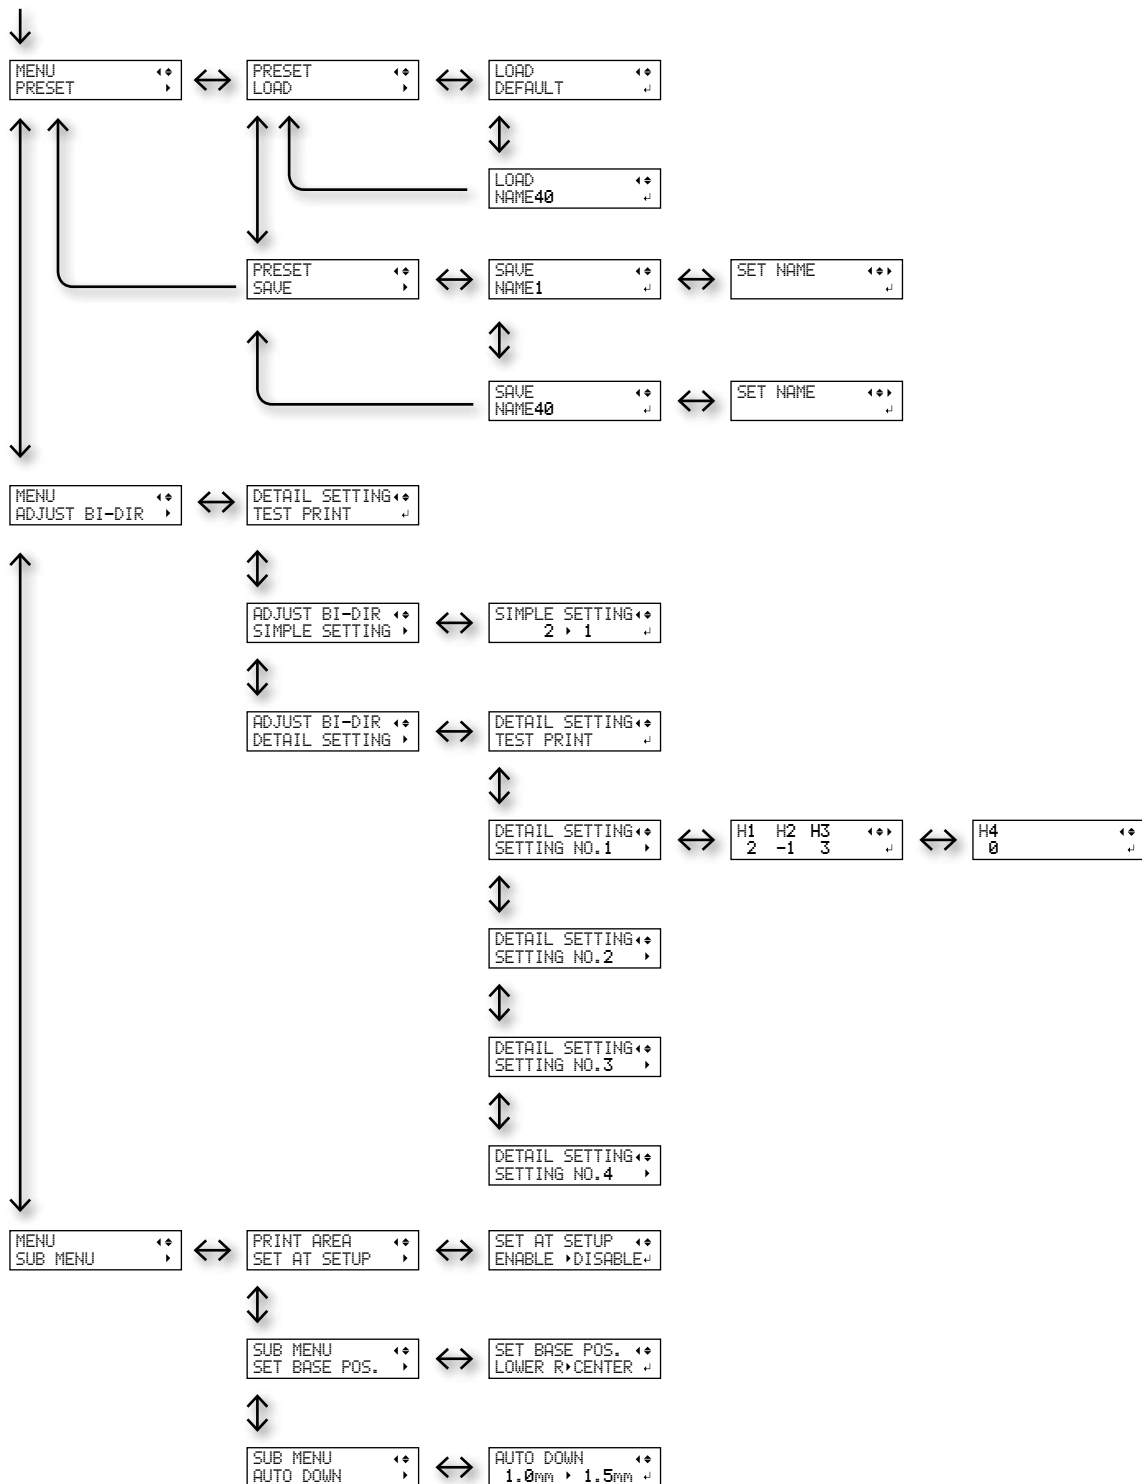 MENU
PRESET
PRESET
LOAD
LOAD
DEFAULT
LOAD
NAME40
PRESET
SAVE
SAVE
NAME1
SET NAME
SAVE
NAME40
SET NAME
MENU
ADJUST BI-DIR
DETAIL SETTING
TEST PRINT
ADJUST BI-DIR
SIMPLE SETTING
SIMPLE SETTING
2 ▸ 1
ADJUST BI-DIR
DETAIL SETTING
DETAIL SETTING
TEST PRINT
DETAIL SETTING
SETTING NO.1
H1 H2 H3
2 -1 3
H4
0
DETAIL SETTING
SETTING NO.2
DETAIL SETTING
SETTING NO.3
DETAIL SETTING
SETTING NO.4
MENU
SUB MENU
PRINT AREA
SET AT SETUP
SET AT SETUP
ENABLE ▸DISABLE
SUB MENU
SET BASE POS.
SET BASE POS.
LOWER R▸CENTER
SUB MENU
AUTO DOWN
AUTO DOWN
1.0mm ▸ 1.5mm